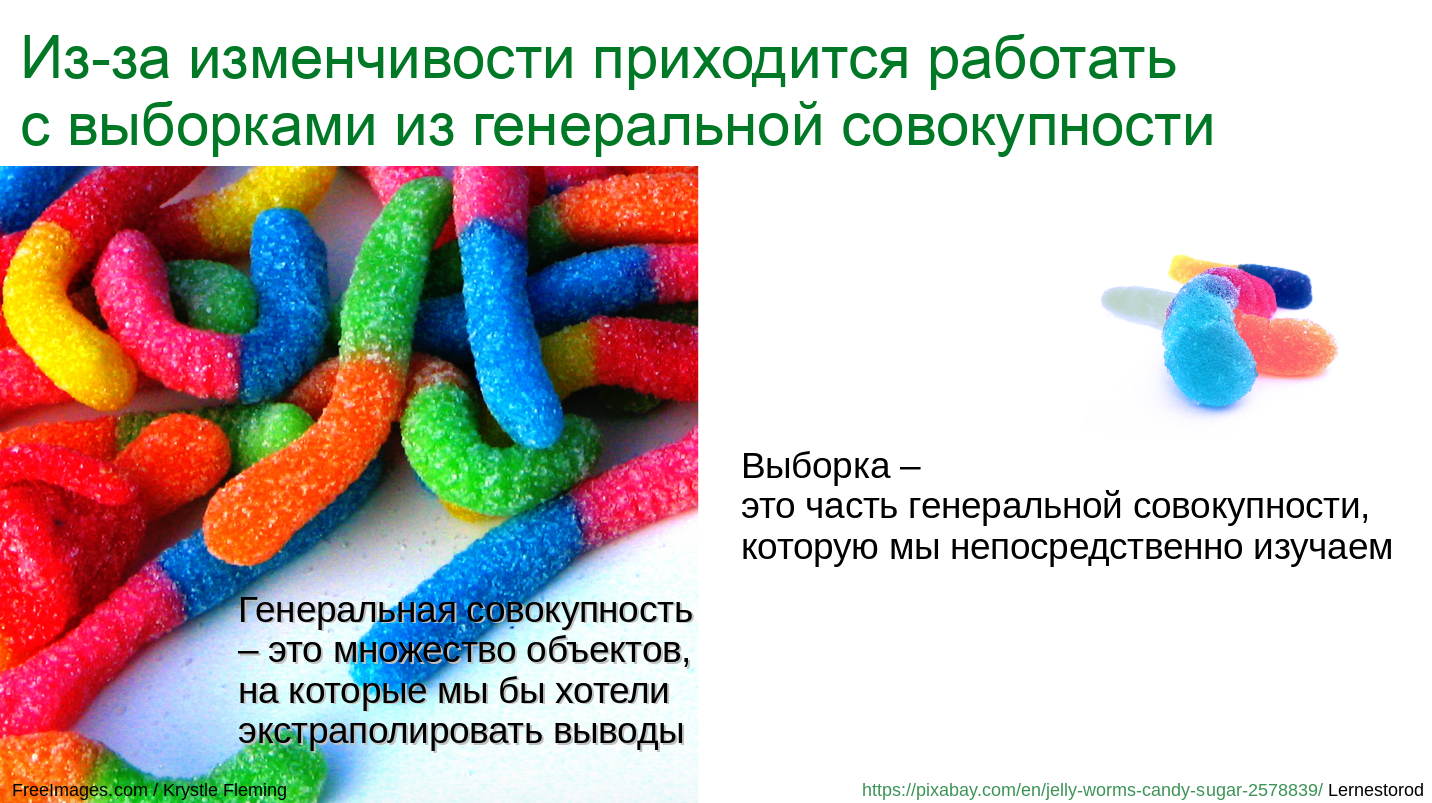 Из-за изменчивости приходится работать
с выборками из генеральной совокупности
Выборка –
это часть генеральной совокупности,
которую мы непосредственно изучаем
Генеральная совокупность
– это множество объектов,
на которые мы бы хотели
экстраполировать выводы
FreeImages.com / Krystle Fleming
https://pixabay.com/en/jelly-worms-candy-sugar-2578839/ Lernestorod